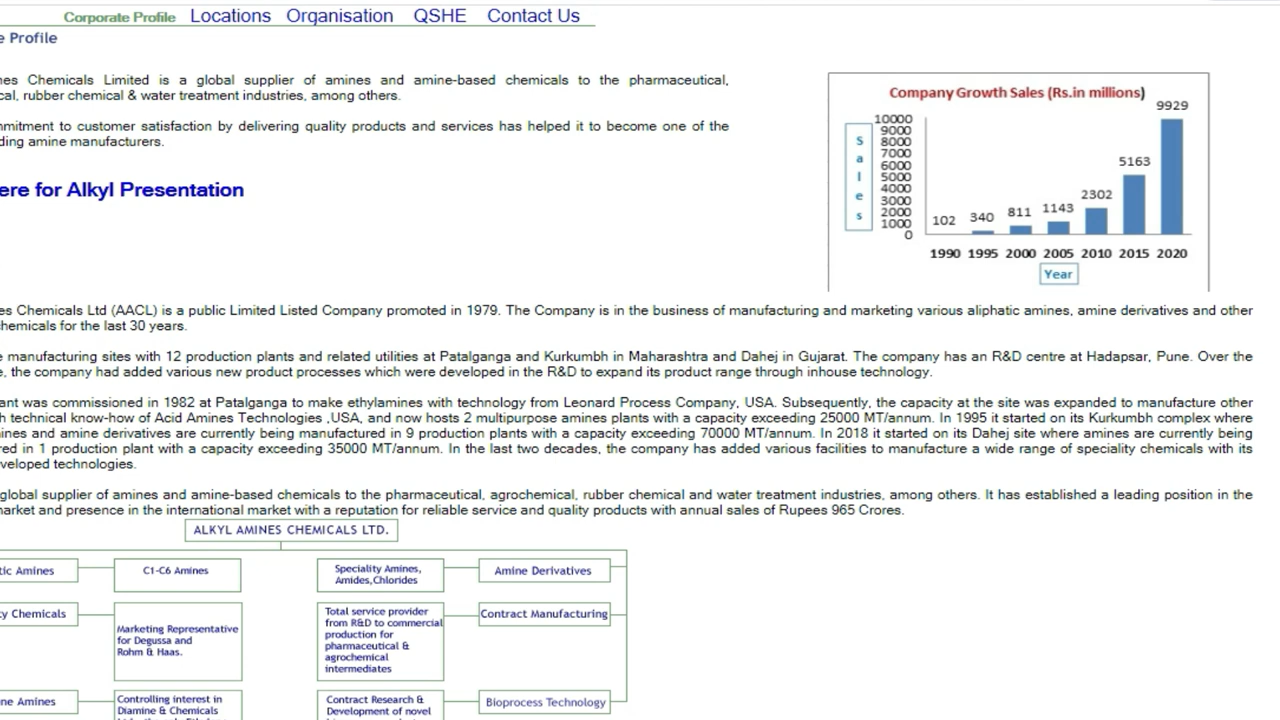 Corporate Profile Locations Organisation QSHE Contact Us
e Profile
nes Chemicals Limited is a global supplier of amines and amine-based chemicals to the pharmaceutical,
cal, rubber chemical & water treatment industries, among others.
mmitment to customer satisfaction by delivering quality products and services has helped it to become one of the
ding amine manufacturers.
ere for Alkyl Presentation
Company Growth Sales (Rs.in millions)
9929
10000
9000
8000
7000
6000
5000
4000
3000
2000
1000
0
Sales
102 340 811 1143 2302 5163
1990 1995 2000 2005 2010 2015 2020
Year
es Chemicals Ltd (AACL) is a public Limited Listed Company promoted in 1979. The Company is in the business of manufacturing and marketing various aliphatic amines, amine derivatives and other
hemicals for the last 30 years.
e manufacturing sites with 12 production plants and related utilities at Patalganga and Kurkumbh in Maharashtra and Dahej in Gujarat. The company has an R&D centre at Hadapsar, Pune. Over the
e, the company had added various new product processes which were developed in the R&D to expand its product range through inhouse technology.
ant was commissioned in 1982 at Patalganga to make ethylamines with technology from Leonard Process Company, USA. Subsequently, the capacity at the site was expanded to manufacture other
h technical know-how of Acid Amines Technologies ,USA, and now hosts 2 multipurpose amines plants with a capacity exceeding 25000 MT/annum. In 1995 it started on its Kurkumbh complex where
ines and amine derivatives are currently being manufactured in 9 production plants with a capacity exceeding 70000 MT/annum. In 2018 it started on its Dahej site where amines are currently being
red in 1 production plant with a capacity exceeding 35000 MT/annum. In the last two decades, the company has added various facilities to manufacture a wide range of speciality chemicals with its
veloped technologies.
global supplier of amines and amine-based chemicals to the pharmaceutical, agrochemical, rubber chemical and water treatment industries, among others. It has established a leading position in the
market and presence in the international market with a reputation for reliable service and quality products with annual sales of Rupees 965 Crores.
ALKYL AMINES CHEMICALS LTD.
tic Amines
C1-C6 Amines
Speciality Amines,
Amides,Chlorides
Amine Derivatives
ty Chemicals
Marketing Representative
for Degussa and
Rohm & Haas.
Total service provider
from R&D to commercial
production for
pharmaceutical &
agrochemical
intermediates
Contract Manufacturing
ne Amines
Controlling interest in
Diamine & Chemicals
Contract Research &
Development of novel
Bioprocess Technology